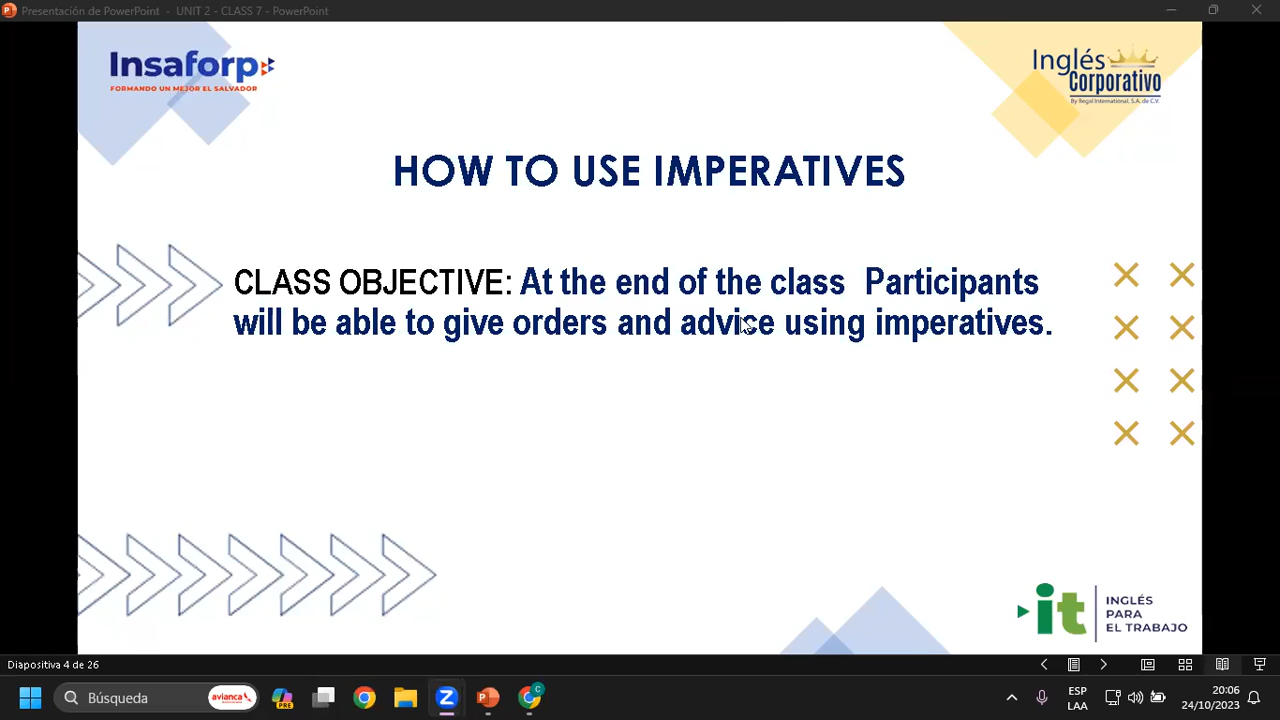 Presentación de PowerPoint - UNIT 2 - CLASS 7 - PowerPoint
Insaforp
FORMANDO UN MEJOR EL SALVADOR
Inglés
Corporativo
By Regal International, S.A. de C.V.
HOW TO USE IMPERATIVES
CLASS OBJECTIVE: At the end of the class Participants
will be able to give orders and advice using imperatives.
it
INGLÉS
PARA
EL TRABAJO
Diapositiva 4 de 26
Búsqueda
avianca
PRE
ESP
LAA
20:06
24/10/2023